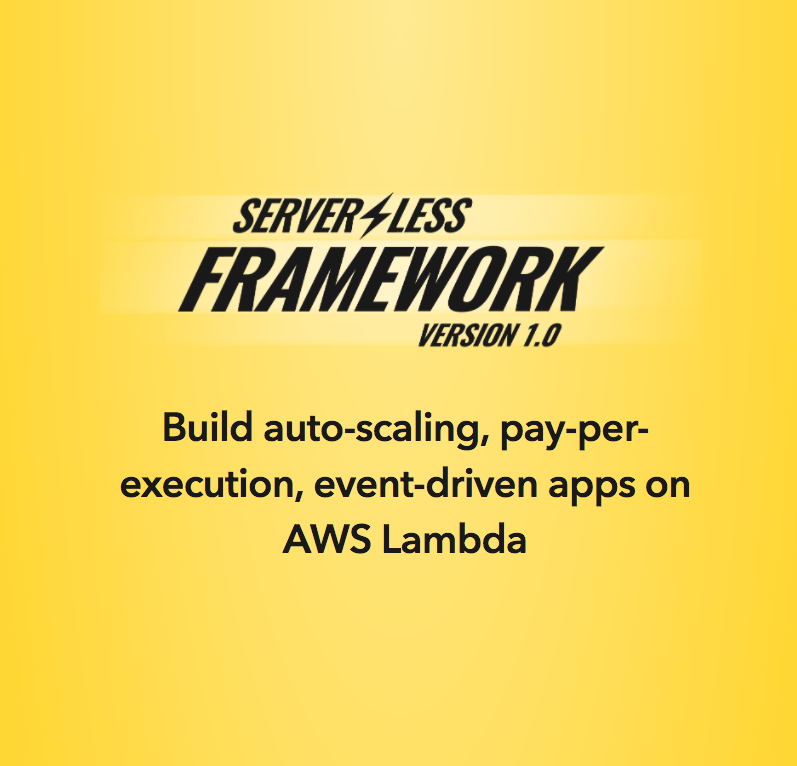 SERVERLESS
FRAMEWORK
VERSION 1.0
Build auto-scaling, pay-per-
execution, event-driven apps on
AWS Lambda